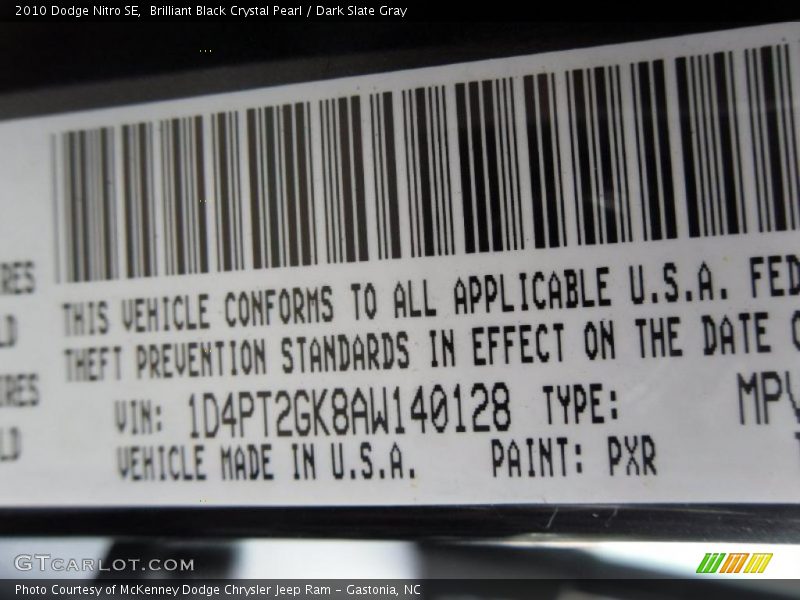 2010 Dodge Nitro SE,  Brilliant Black Crystal Pearl / Dark Slate Gray
THIS VEHICLE CONFORMS TO ALL APPLICABLE U.S.A. FED
THEFT PREVENTION STANDARDS IN EFFECT ON THE DATE
VIN: 1D4PT2GK8AW140128 TYPE: MPV
VEHICLE MADE IN U.S.A. PAINT: PXR
GTCARLOT.COM
Photo Courtesy of McKenney Dodge Chrysler Jeep Ram - Gastonia, NC